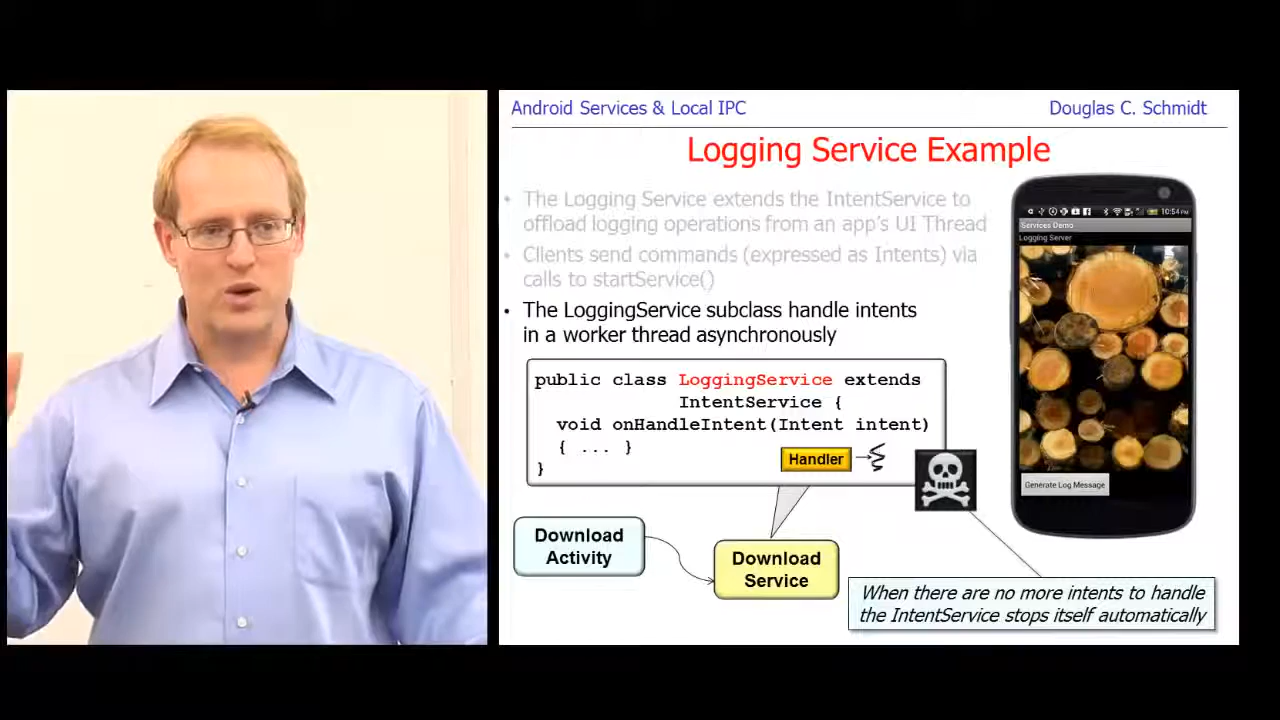 Android Services & Local IPC
Douglas C. Schmidt
Logging Service Example
• The Logging Service extends the IntentService to
offload logging operations from an app's UI Thread
• Clients send commands (expressed as Intents) via
calls to startService()
• The LoggingService subclass handle intents
in a worker thread asynchronously
public class LoggingService extends
IntentService {
void onHandleIntent(Intent intent)
{ ... }
}
Handler
Download
Activity
Download
Service
When there are no more intents to handle
the IntentService stops itself automatically
10:54 PM
Services Demo
Logging Server
Generate Log Message